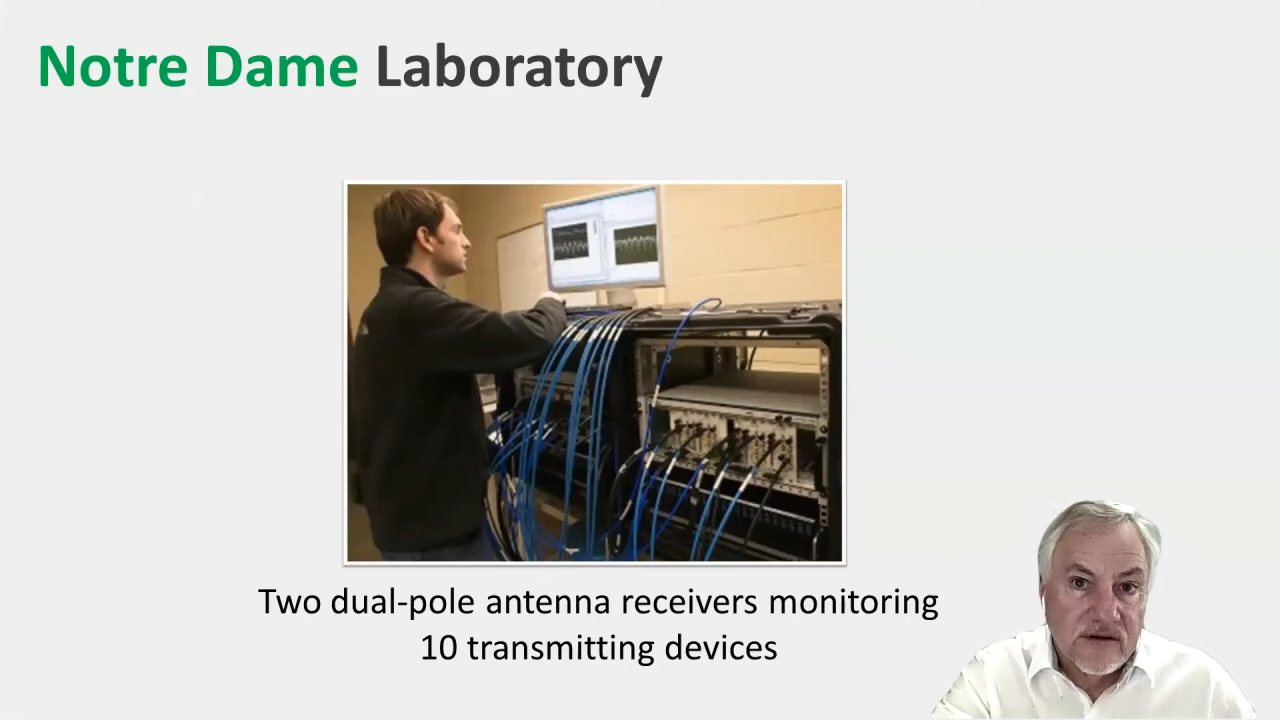 Notre Dame Laboratory
Two dual-pole antenna receivers monitoring
10 transmitting devices